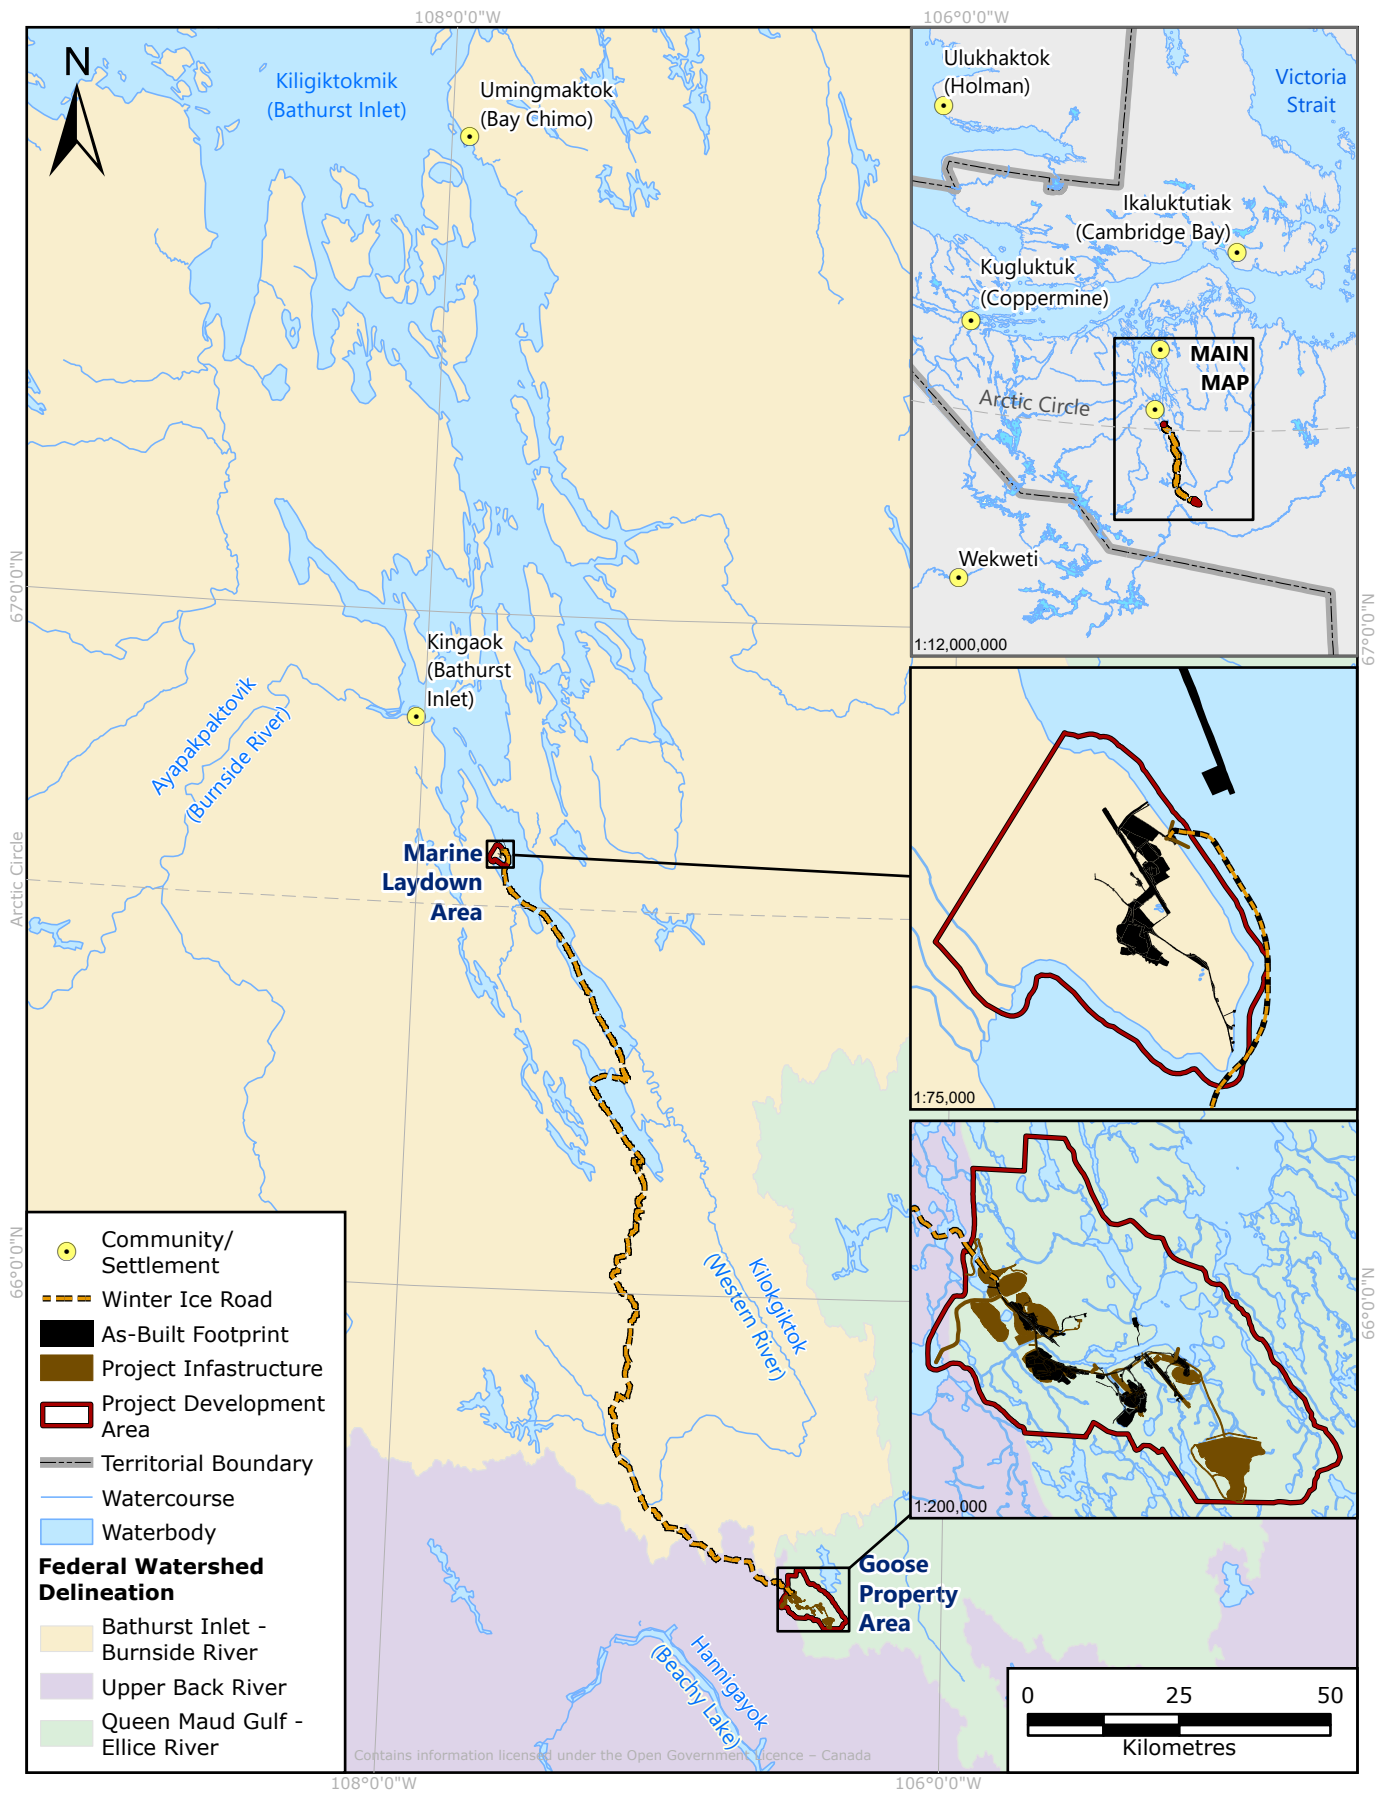 108°0'0"W
106°0'0"W
N
Kiligiktokmik
(Bathurst Inlet)
Umingmaktok
(Bay Chimo)
Ulukhaktok
(Holman)
Victoria
Strait
Ikaluktutiak
(Cambridge Bay)
Kugluktuk
(Coppermine)
MAIN
MAP
Arctic Circle
Wekweti
1:12,000,000
67°0'0"N
67°0'0"N
Kingaok
(Bathurst
Inlet)
Ayapakpaktovik
(Burnside River)
Arctic Circle
Marine
Laydown
Area
1:75,000
66°0'0"N
66°0'0"N
Kilokgiktok
(Western River)
1:200,000
Goose
Property
Area
Hannigayok
(Beachy Lake)
Community/
Settlement
Winter Ice Road
As-Built Footprint
Project Infastructure
Project Development
Area
Territorial Boundary
Watercourse
Waterbody
Federal Watershed
Delineation
Bathurst Inlet -
Burnside River
Upper Back River
Queen Maud Gulf -
Ellice River
0 25 50
Kilometres
Contains information licensed under the Open Government Licence – Canada
108°0'0"W
106°0'0"W